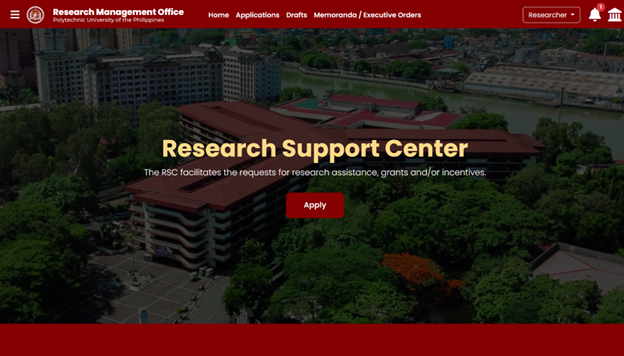 Research Management Office
Polytechnic University of the Philippines
Home Applications Drafts Memoranda / Executive Orders
Researcher
1
Research Support Center
The RSC facilitates the requests for research assistance, grants and/or incentives.
Apply